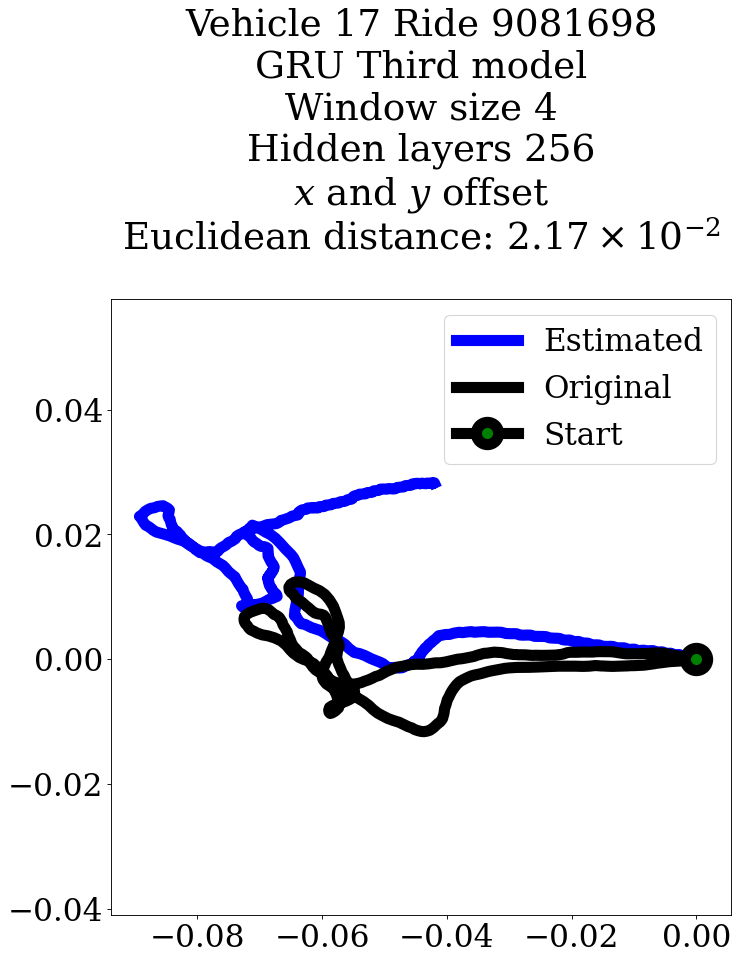 Vehicle 17 Ride 9081698
GRU Third model
Window size 4
Hidden layers 256
x and y offset
Euclidean distance: 2.17 × 10⁻²
Estimated
Original
Start
0.04
0.02
0.00
−0.02
−0.04
−0.08 −0.06 −0.04 −0.02 0.00